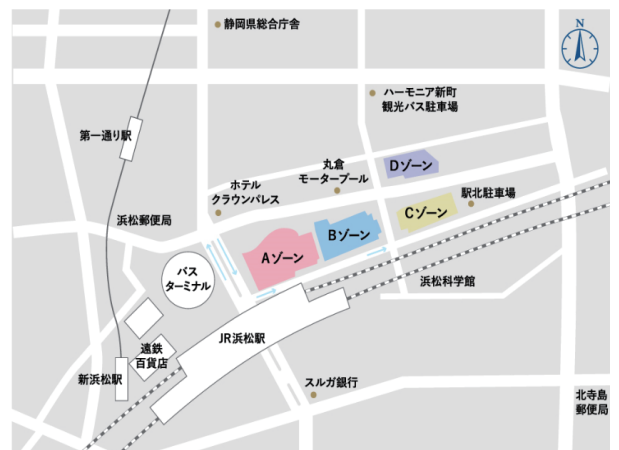 静岡県総合庁舎
N
ハーモニア新町
観光バス駐車場
第一通り駅
丸倉
モータープール
Dゾーン
ホテル
クラウンパレス
駅北駐車場
浜松郵便局
Cゾーン
Bゾーン
Aゾーン
バス
ターミナル
浜松科学館
JR浜松駅
遠鉄
百貨店
新浜松駅
スルガ銀行
北寺島
郵便局